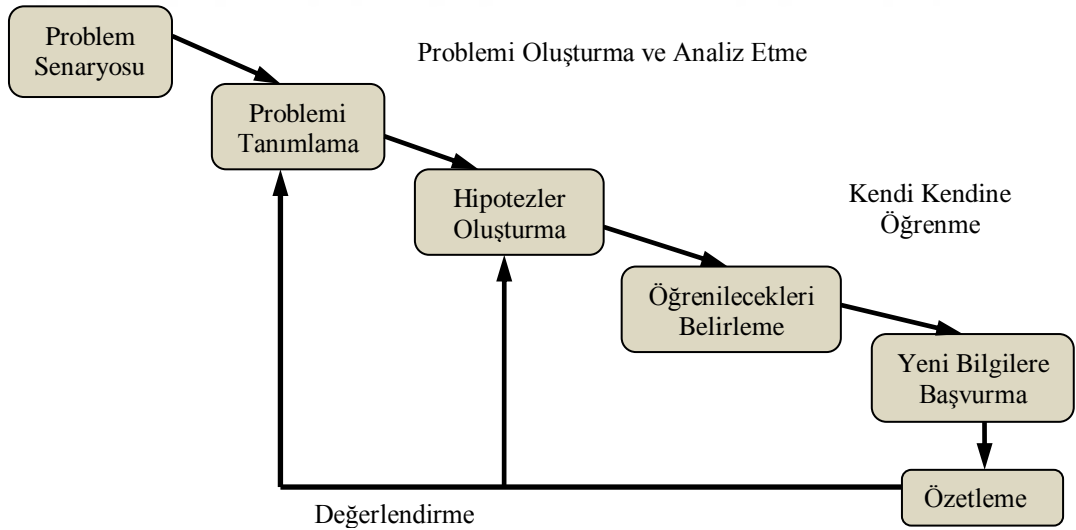 Problem
Senaryosu
Problemi Oluşturma ve Analiz Etme
Problemi
Tanımlama
Hipotezler
Oluşturma
Kendi Kendine
Öğrenme
Öğrenilecekleri
Belirleme
Yeni Bilgilere
Başvurma
Özetleme
Değerlendirme